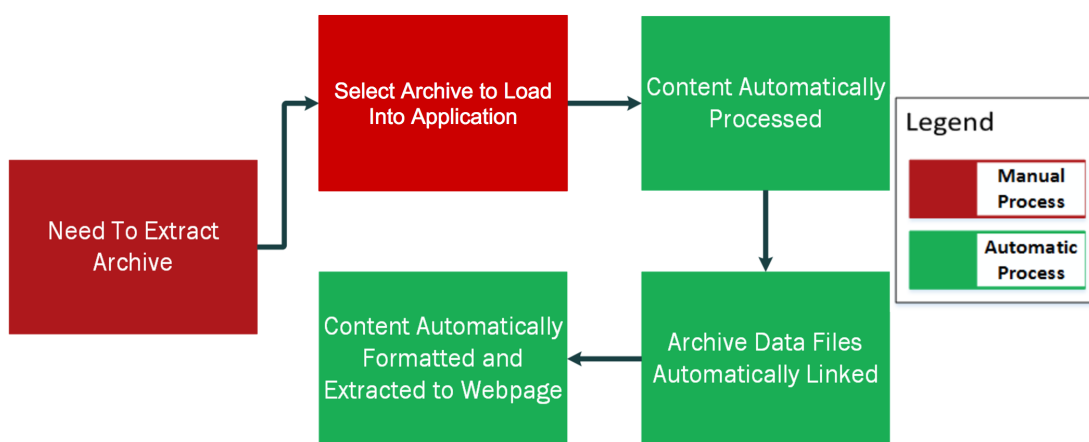 Need To Extract
Archive
Select Archive to Load
Into Application
Content Automatically
Processed
Archive Data Files
Automatically Linked
Content Automatically
Formatted and
Extracted to Webpage
Legend
Manual
Process
Automatic
Process